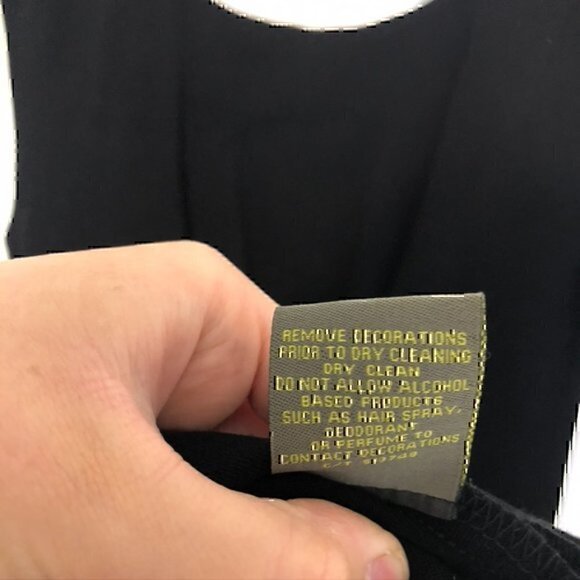 REMOVE DECORATIONS
PRIOR TO DRY CLEANING
DRY CLEAN
DO NOT ALLOW ALCOHOL
BASED PRODUCTS
SUCH AS HAIR SPRAY,
DEODORANT
OR PERFUME TO
CONTACT DECORATIONS
C/T